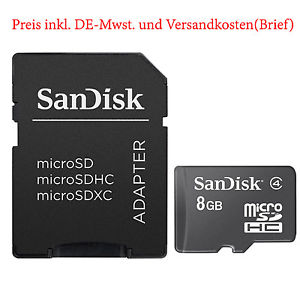 Preis inkl. DE-Mwst. und Versandkosten(Brief)
SanDisk
microSD
microSDHC
microSDXC
ADAPTER
SanDisk 4
8GB
micro
SD
HC